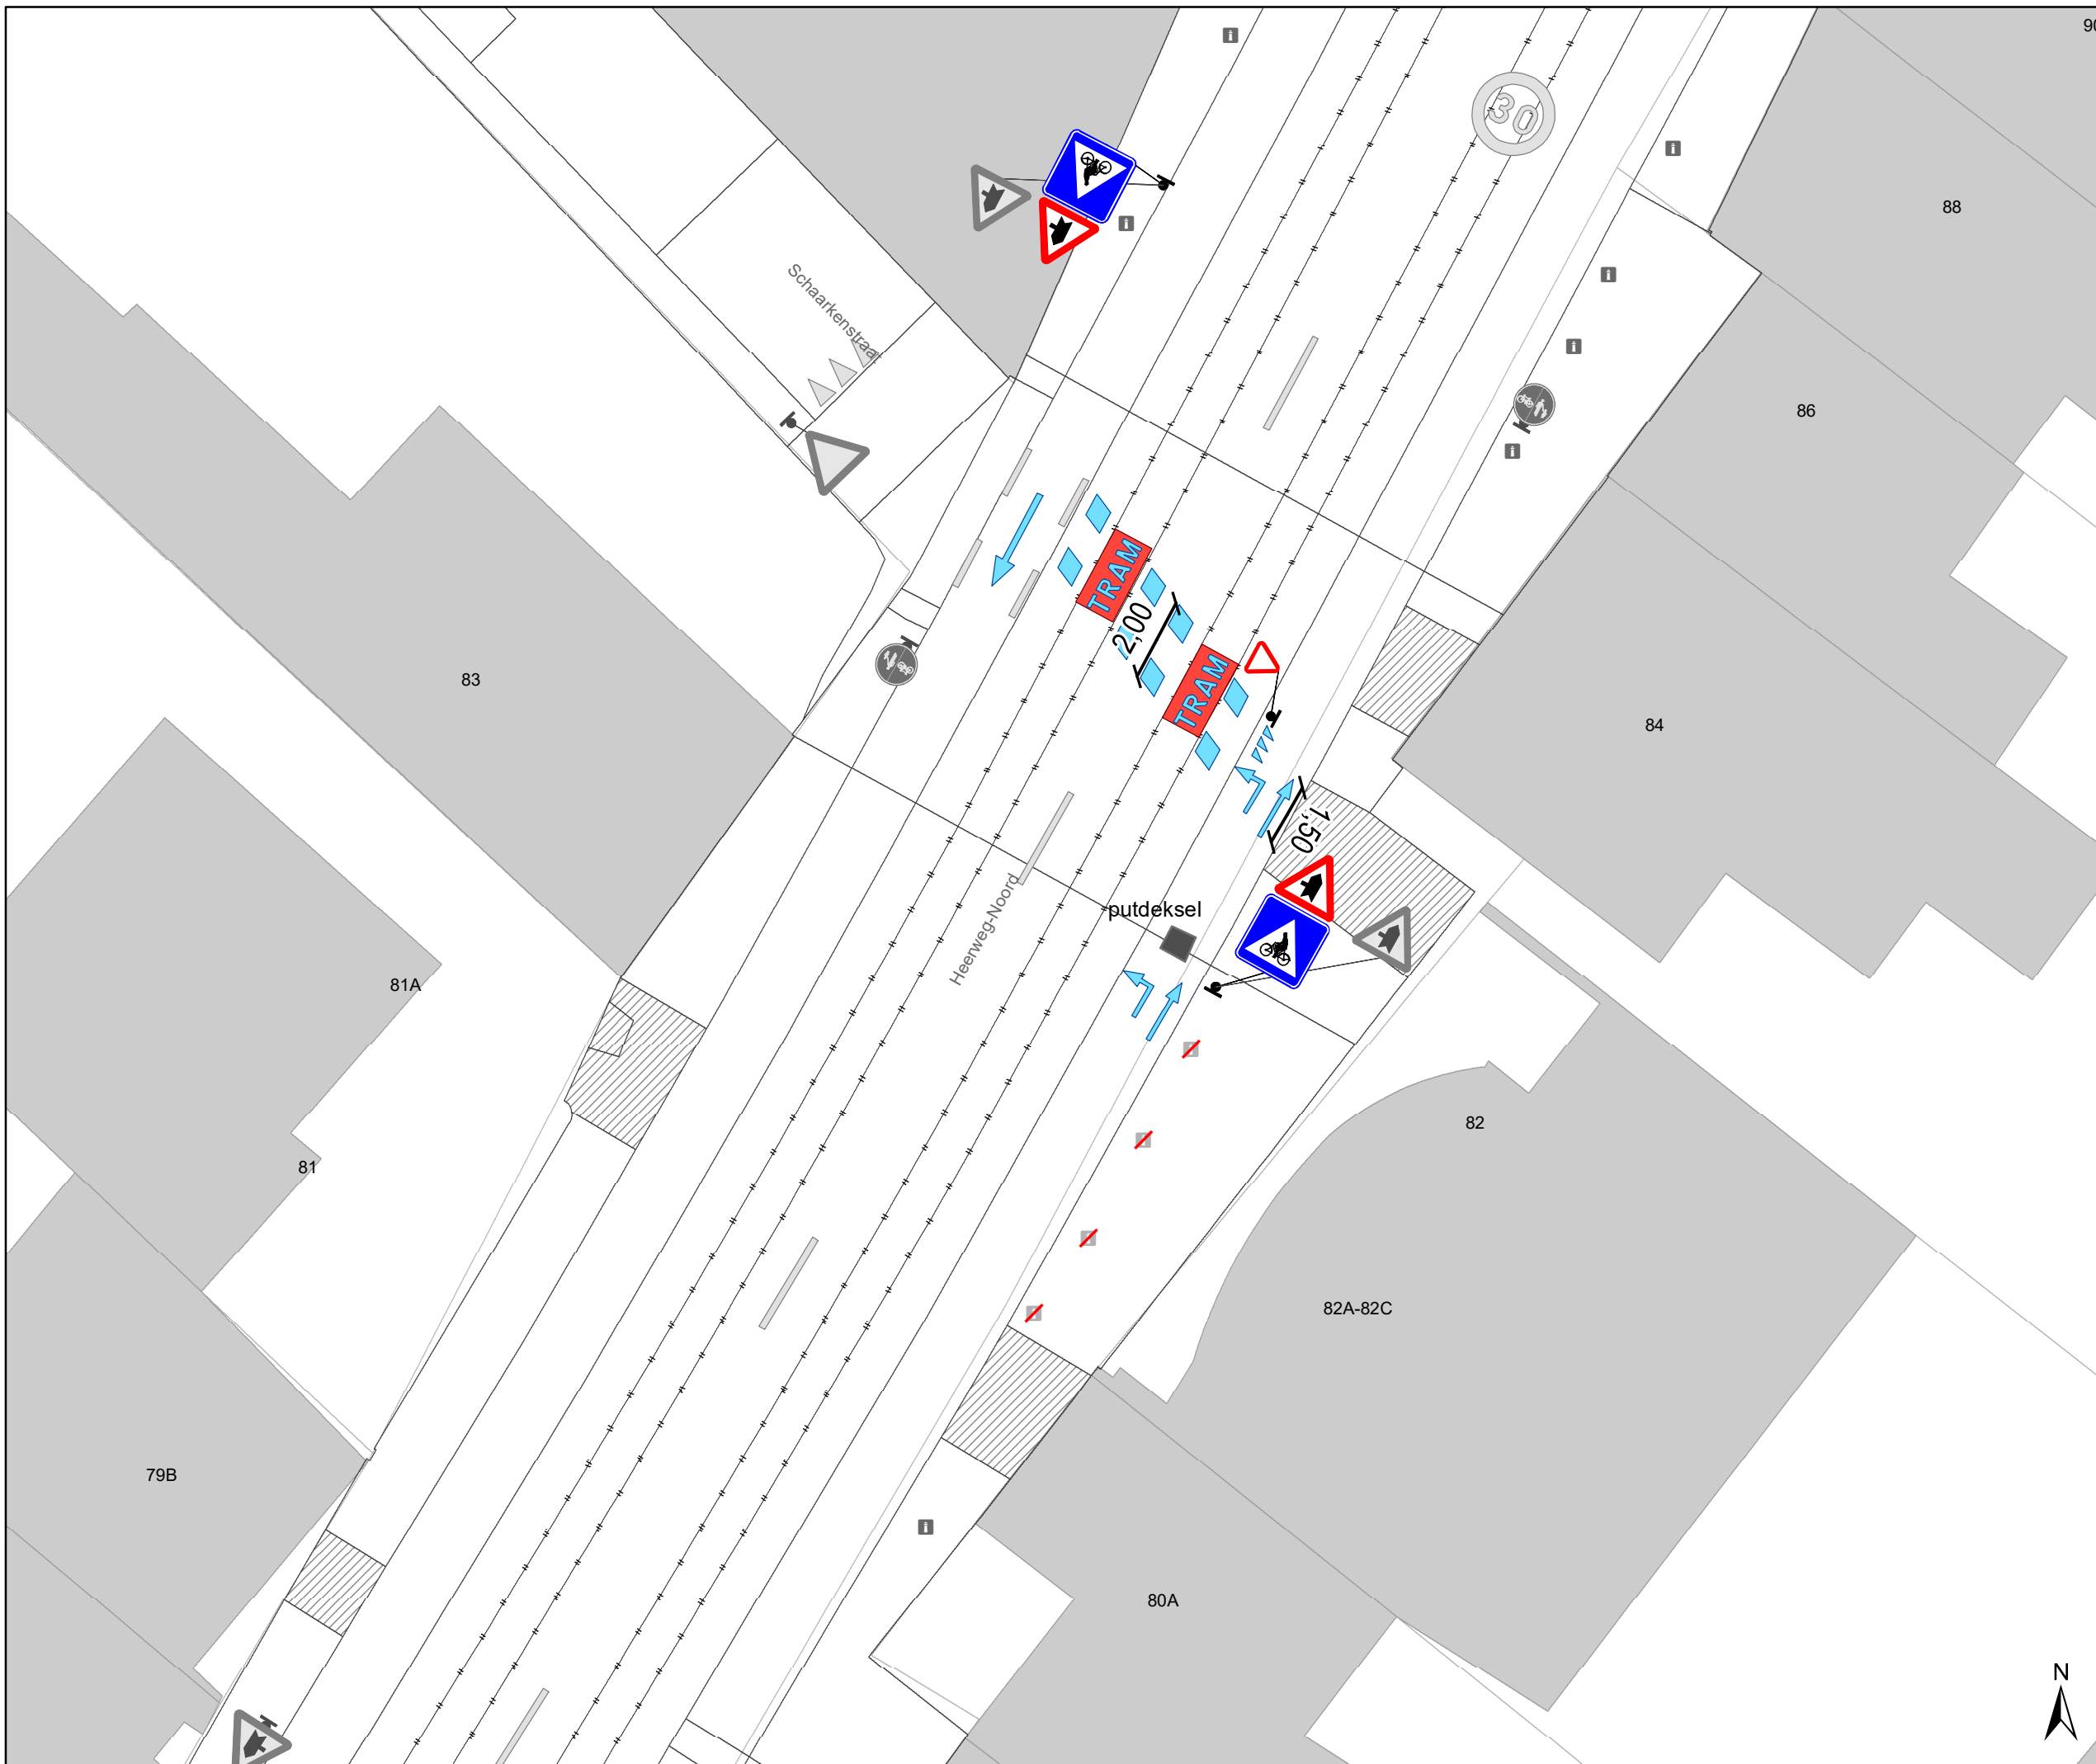 90
30
88
Schaarkenstraat
86
TRAM
2,00
TRAM
83
84
1,50
putdeksel
Heerweg-Noord
81A
82
81
82A-82C
79B
80A
N